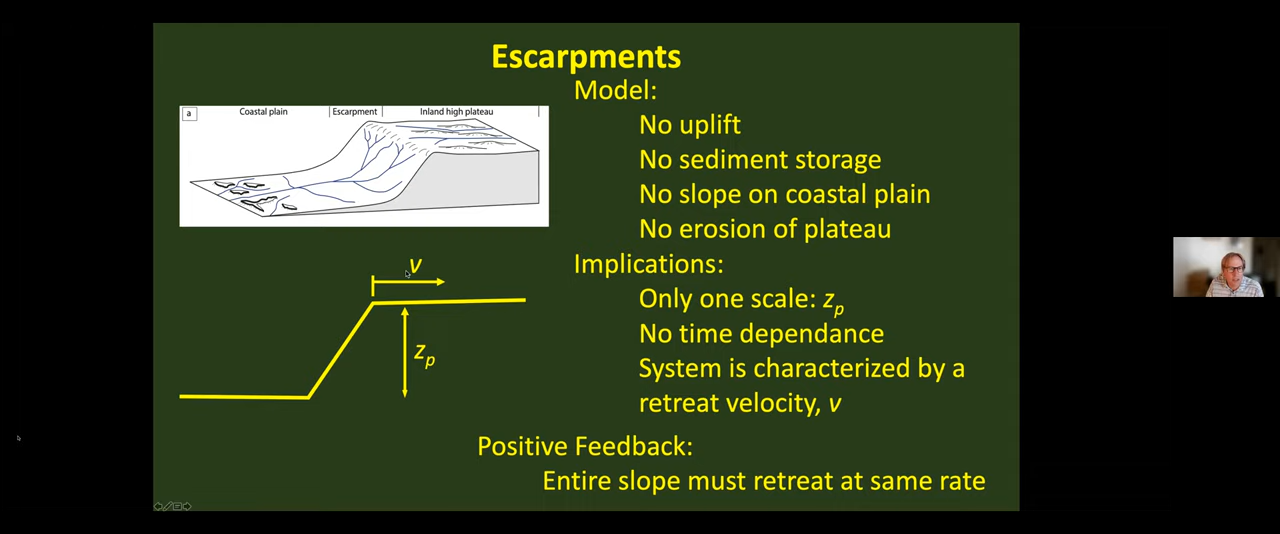 Escarpments
a
Coastal plain
Escarpment
Inland high plateau
v
zp
Model:
No uplift
No sediment storage
No slope on coastal plain
No erosion of plateau
Implications:
Only one scale: zp
No time dependance
System is characterized by a
retreat velocity, v
Positive Feedback:
Entire slope must retreat at same rate